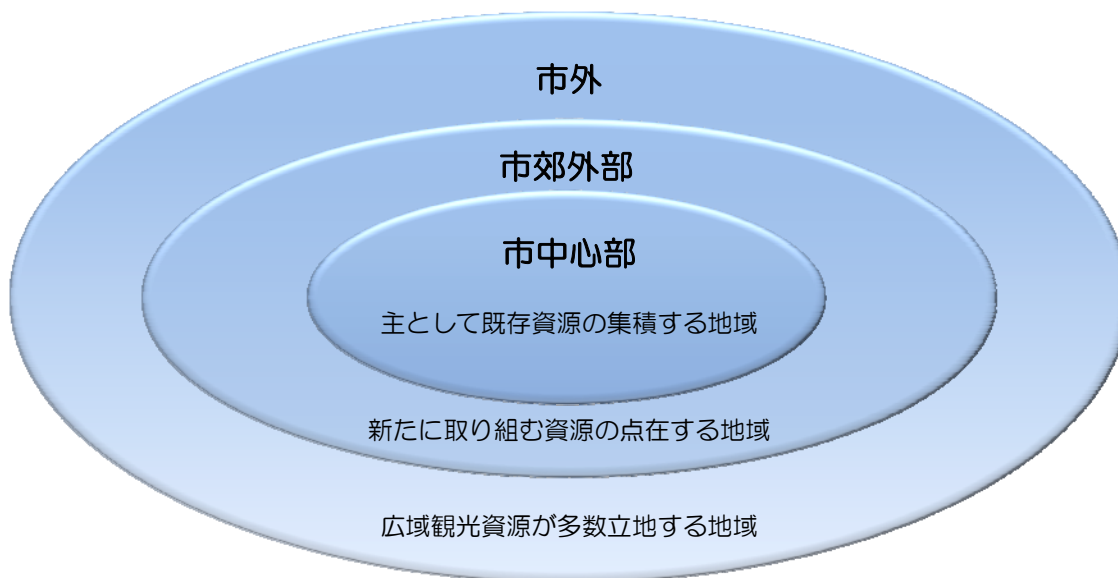 市外
市郊外部
市中心部
主として既存資源の集積する地域
新たに取り組む資源の点在する地域
広域観光資源が多数立地する地域